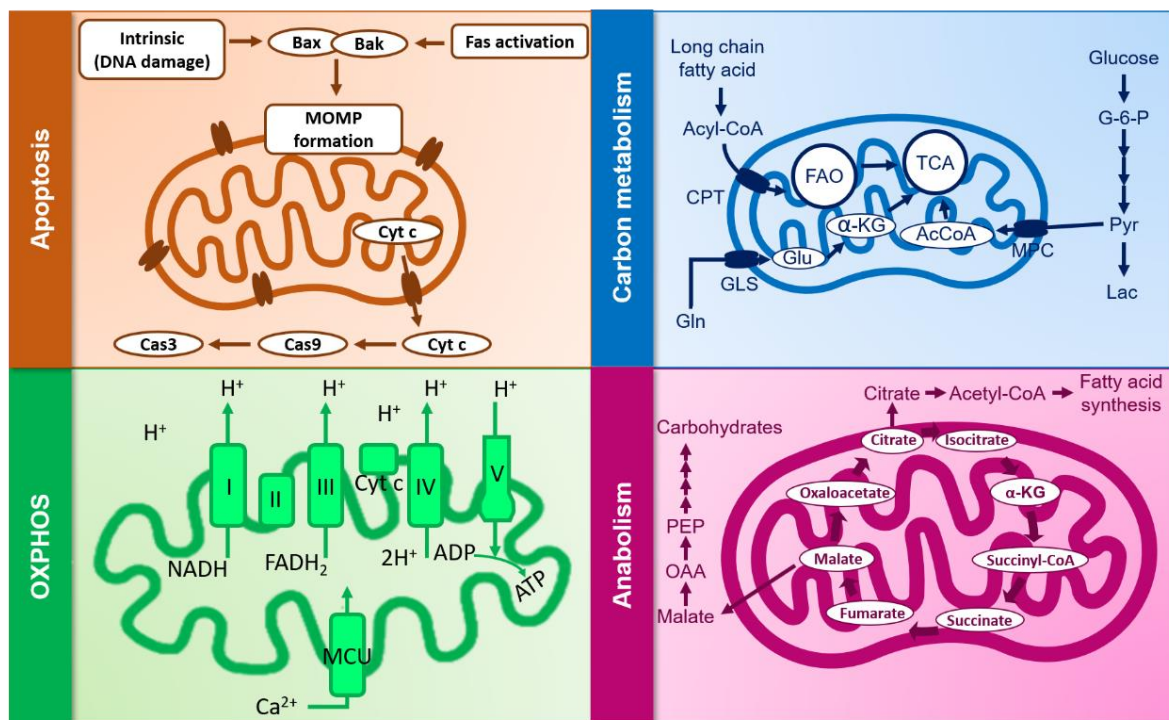 Apoptosis
Intrinsic
(DNA damage)
Bax
Bak
Fas activation
MOMP
formation
Cyt c
Cas3
Cas9
Cyt c
Carbon metabolism
Long chain
fatty acid
Acyl-CoA
CPT
FAO
TCA
α-KG
AcCoA
Glu
GLS
Gln
MPC
Glucose
G-6-P
Pyr
Lac
OXPHOS
H⁺
H⁺
H⁺
H⁺
H⁺
H⁺
I
II
III
Cyt c
IV
V
NADH
FADH₂
2H⁺
ADP
ATP
MCU
Ca²⁺
Anabolism
Citrate
Acetyl-CoA
Fatty acid
synthesis
Carbohydrates
PEP
OAA
Malate
Citrate
Isocitrate
Oxaloacetate
α-KG
Malate
Succinyl-CoA
Fumarate
Succinate